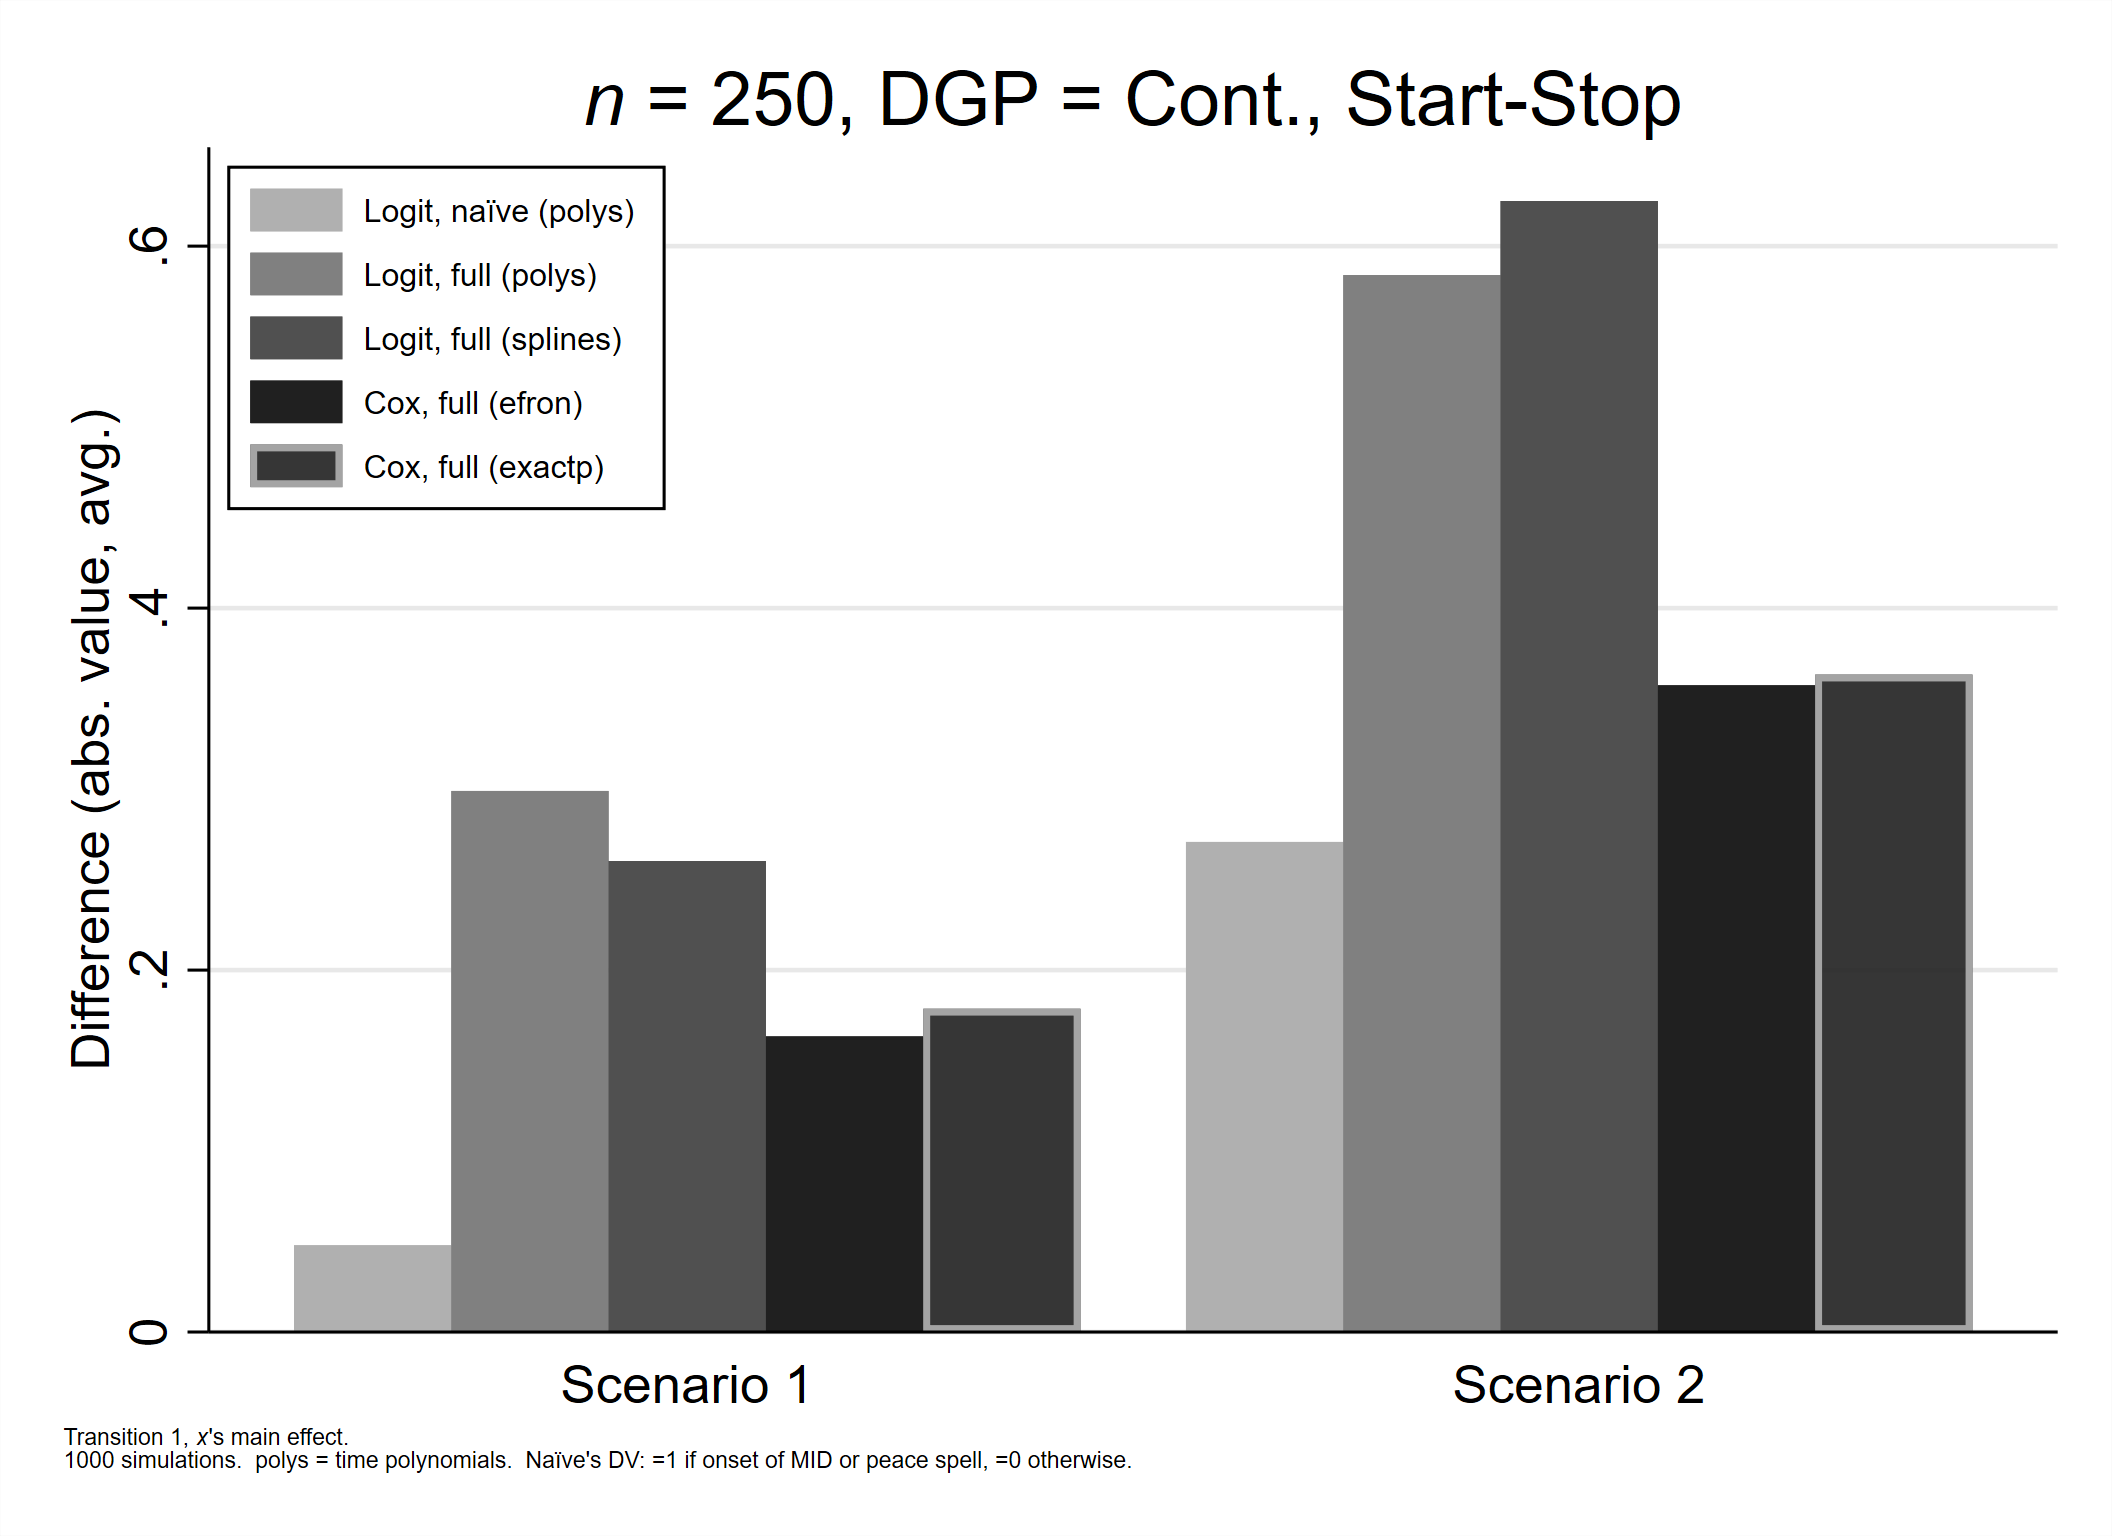 n = 250, DGP = Cont., Start-Stop
Logit, naïve (polys)
Logit, full (polys)
Logit, full (splines)
Cox, full (efron)
Cox, full (exactp)
Difference (abs. value, avg.)
.6
.4
.2
0
Scenario 1
Scenario 2
Transition 1, x's main effect.
1000 simulations.  polys = time polynomials.  Naïve's DV: =1 if onset of MID or peace spell, =0 otherwise.